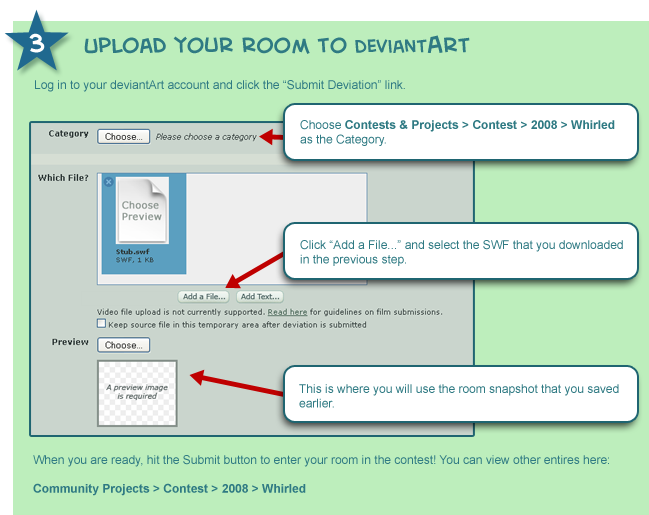 3
UPLOAD YOUR ROOM TO DEVIANTART
Log in to your deviantArt account and click the “Submit Deviation” link.
Category
Choose...
Please choose a category
Choose Contests & Projects > Contest > 2008 > Whirled
as the Category.
Which File?
Choose
Preview
Stub.swf
SWF, 1 KB
Click “Add a File...” and select the SWF that you downloaded
in the previous step.
Add a File...
Add Text...
Video file upload is not currently supported. Read here for guidelines on film submissions.
Keep source file in this temporary area after deviation is submitted
Preview
Choose...
A preview image
is required
This is where you will use the room snapshot that you saved
earlier.
When you are ready, hit the Submit button to enter your room in the contest! You can view other entires here:
Community Projects > Contest > 2008 > Whirled